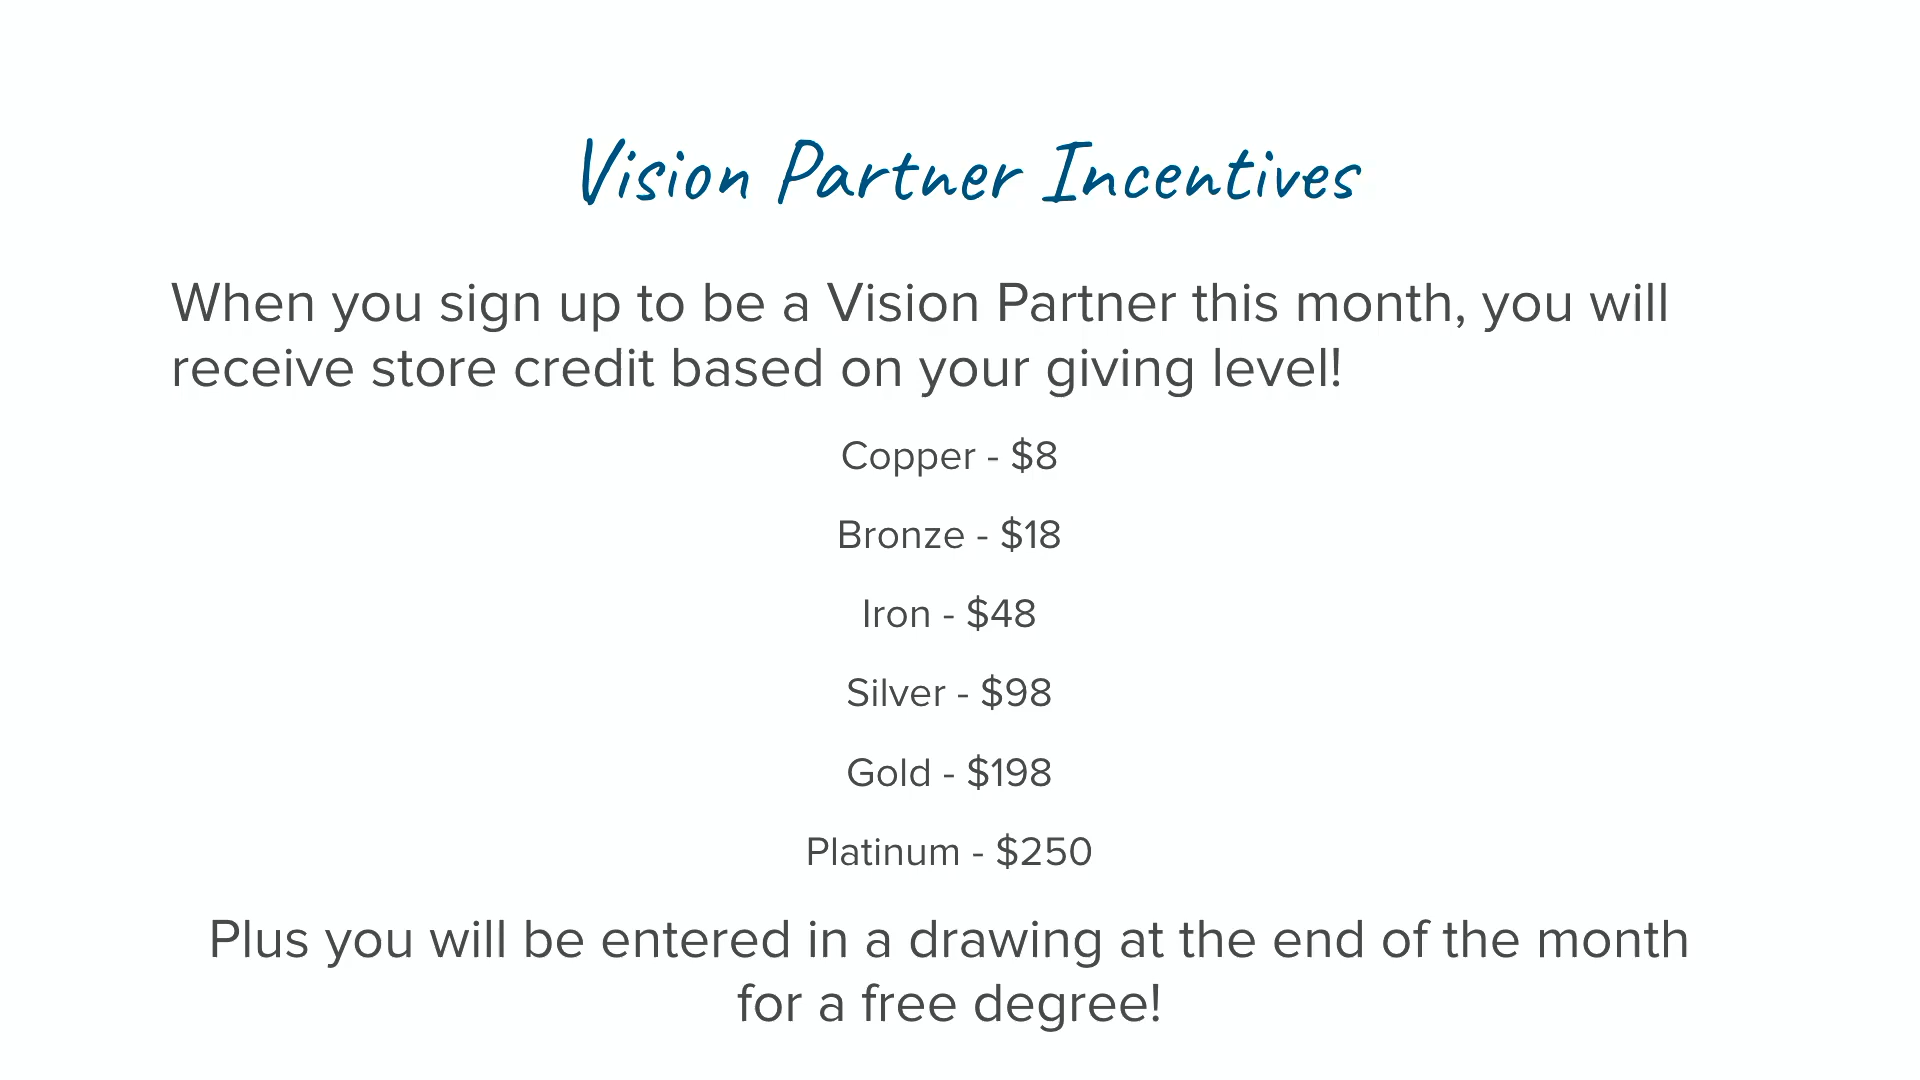 Vision Partner Incentives
When you sign up to be a Vision Partner this month, you will
receive store credit based on your giving level!
Copper - $8
Bronze - $18
Iron - $48
Silver - $98
Gold - $198
Platinum - $250
Plus you will be entered in a drawing at the end of the month
for a free degree!